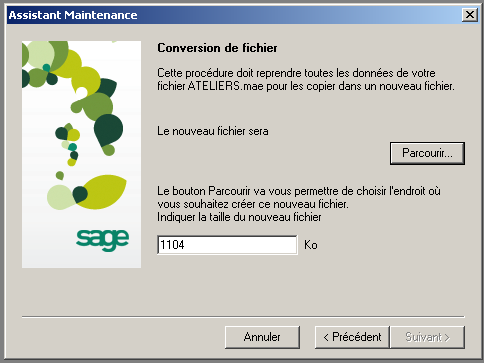 Assistant Maintenance
Conversion de fichier
Cette procédure doit reprendre toutes les données de votre
fichier ATELIERS.mae pour les copier dans un nouveau fichier.
Le nouveau fichier sera
Parcourir...
Le bouton Parcourir va vous permettre de choisir l'endroit où
vous souhaitez créer ce nouveau fichier.
Indiquer la taille du nouveau fichier
1104 Ko
sage
Annuler < Précédent Suivant >